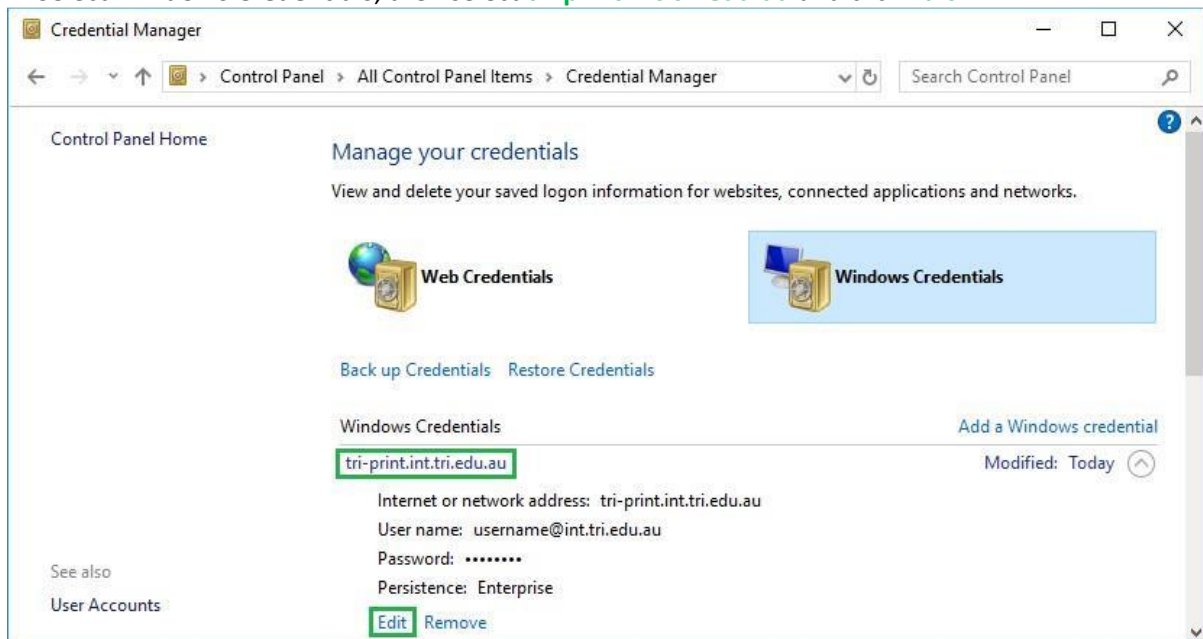 Credential Manager
Control Panel > All Control Panel Items > Credential Manager
Search Control Panel
Control Panel Home
Manage your credentials
View and delete your saved logon information for websites, connected applications and networks.
Web Credentials
Windows Credentials
Back up Credentials Restore Credentials
Windows Credentials Add a Windows credential
tri-print.int.tri.edu.au Modified: Today
Internet or network address: tri-print.int.tri.edu.au
User name: username@int.tri.edu.au
Password: ••••••••
Persistence: Enterprise
Edit Remove
See also
User Accounts